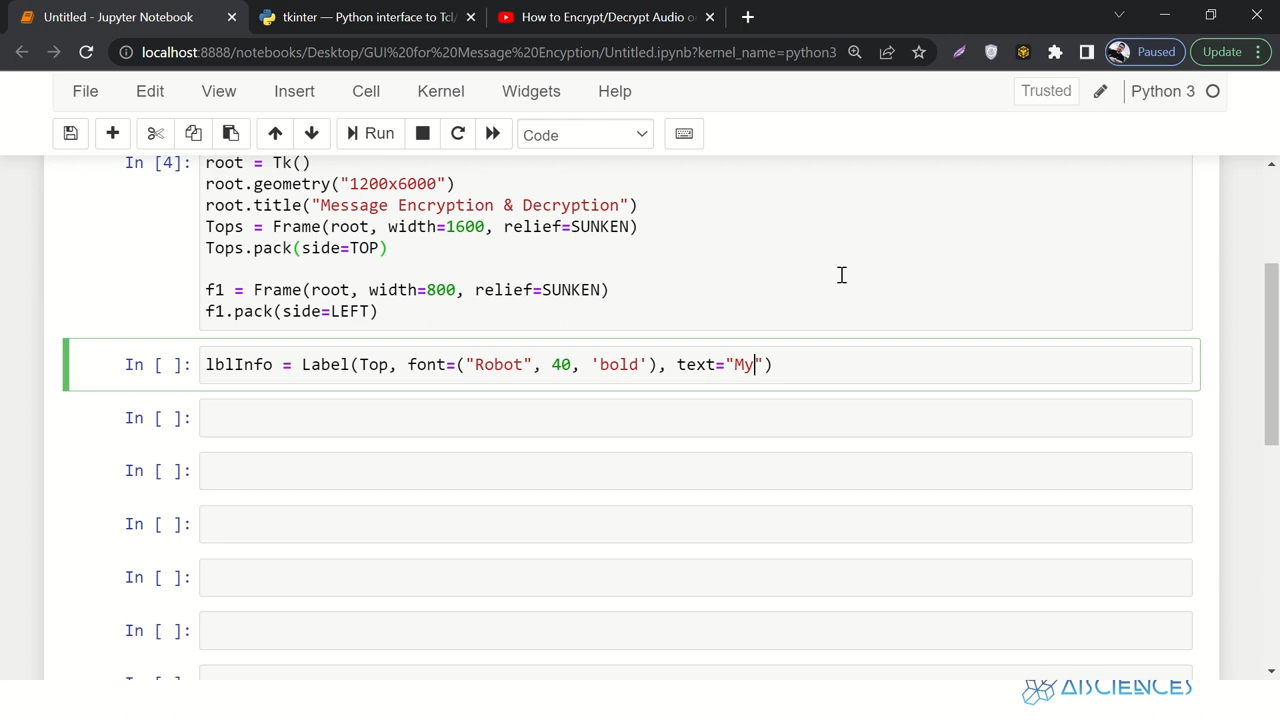 Untitled - Jupyter Notebook
tkinter — Python interface to Tcl/
How to Encrypt/Decrypt Audio o
localhost:8888/notebooks/Desktop/GUI%20for%20Message%20Encyption/Untitled.ipynb?kernel_name=python3
Paused
Update
File Edit View Insert Cell Kernel Widgets Help
Trusted
Python 3
Run
Code
In [4]: root = Tk()
root.geometry("1200x6000")
root.title("Message Encryption & Decryption")
Tops = Frame(root, width=1600, relief=SUNKEN)
Tops.pack(side=TOP)
f1 = Frame(root, width=800, relief=SUNKEN)
f1.pack(side=LEFT)
In [ ]: lblInfo = Label(Top, font=("Robot", 40, 'bold'), text="My")
In [ ]:
In [ ]:
In [ ]:
In [ ]:
In [ ]:
In [ ]:
AISCIENCES